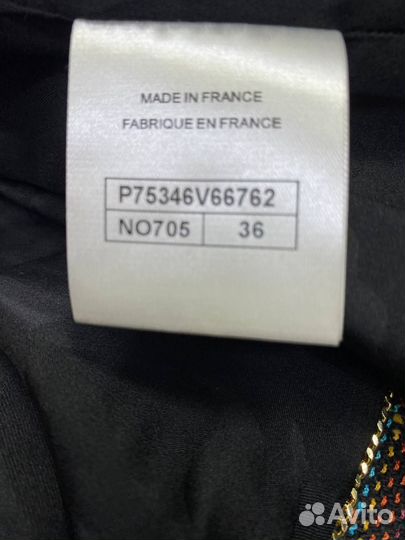 MADE IN FRANCE
FABRIQUE EN FRANCE
P75346V66762
NO705 36
Avito